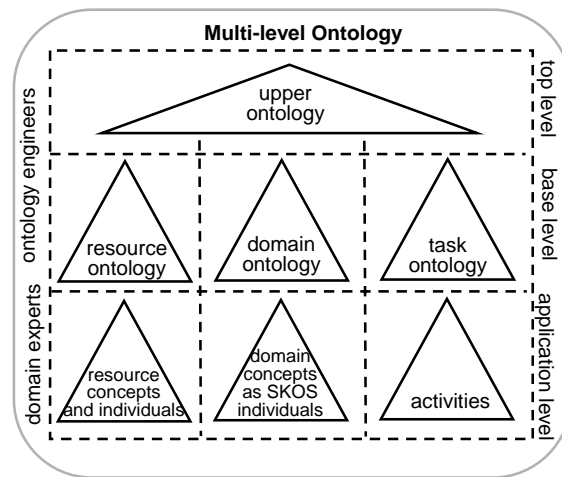 Multi-level Ontology
ontology engineers
domain experts
upper
ontology
top level
resource
ontology
domain
ontology
task
ontology
base level
resource
concepts
and individuals
domain
concepts
as SKOS
individuals
activities
application level